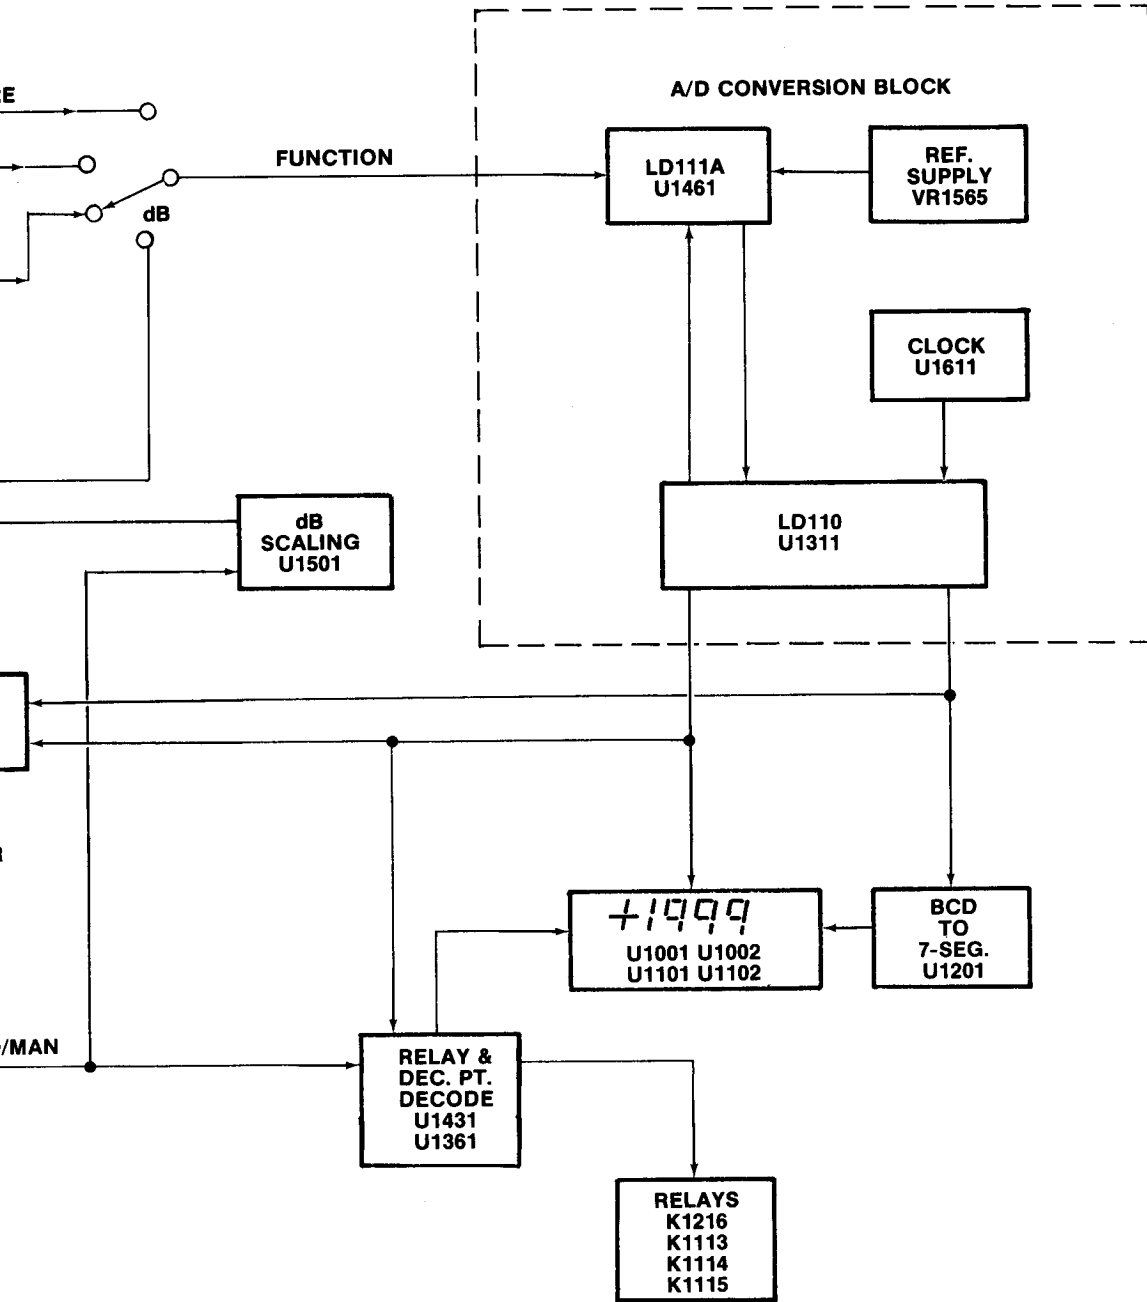 A/D CONVERSION BLOCK
FUNCTION
dB
LD111A
U1461
REF.
SUPPLY
VR1565
CLOCK
U1611
LD110
U1311
dB
SCALING
U1501
+1999
U1001 U1002
U1101 U1102
BCD
TO
7-SEG.
U1201
/MAN
RELAY &
DEC. PT.
DECODE
U1431
U1361
RELAYS
K1216
K1113
K1114
K1115